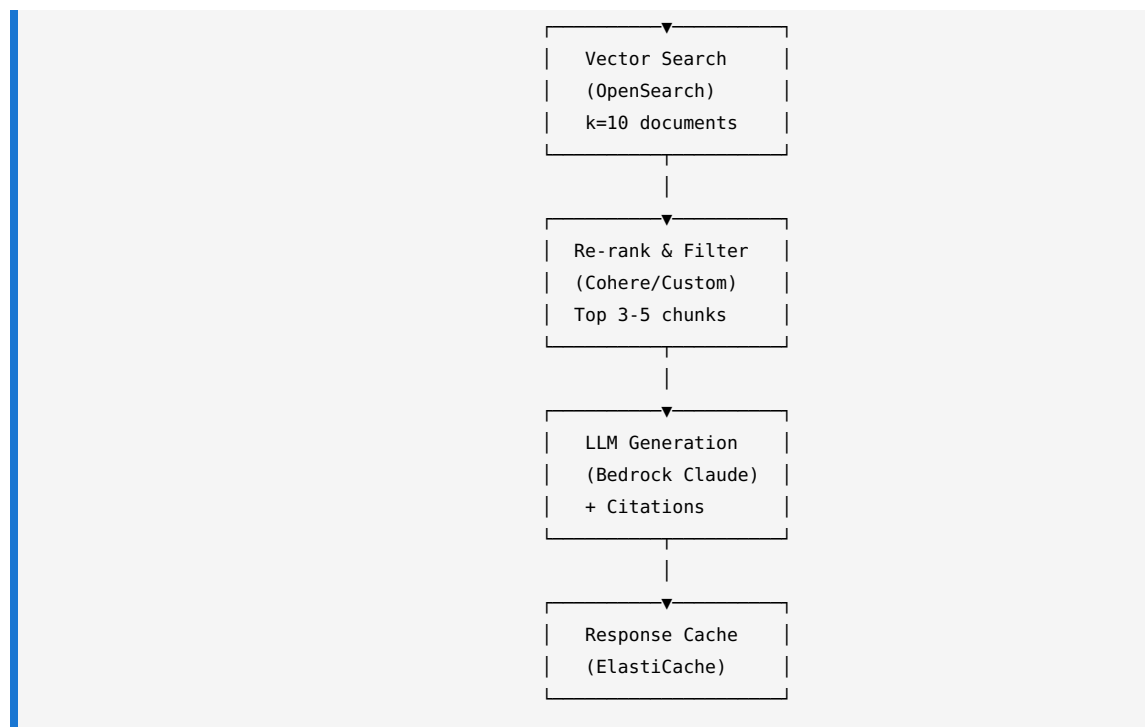 Vector Search
(OpenSearch)
k=10 documents
Re-rank & Filter
(Cohere/Custom)
Top 3-5 chunks
LLM Generation
(Bedrock Claude)
+ Citations
Response Cache
(ElastiCache)